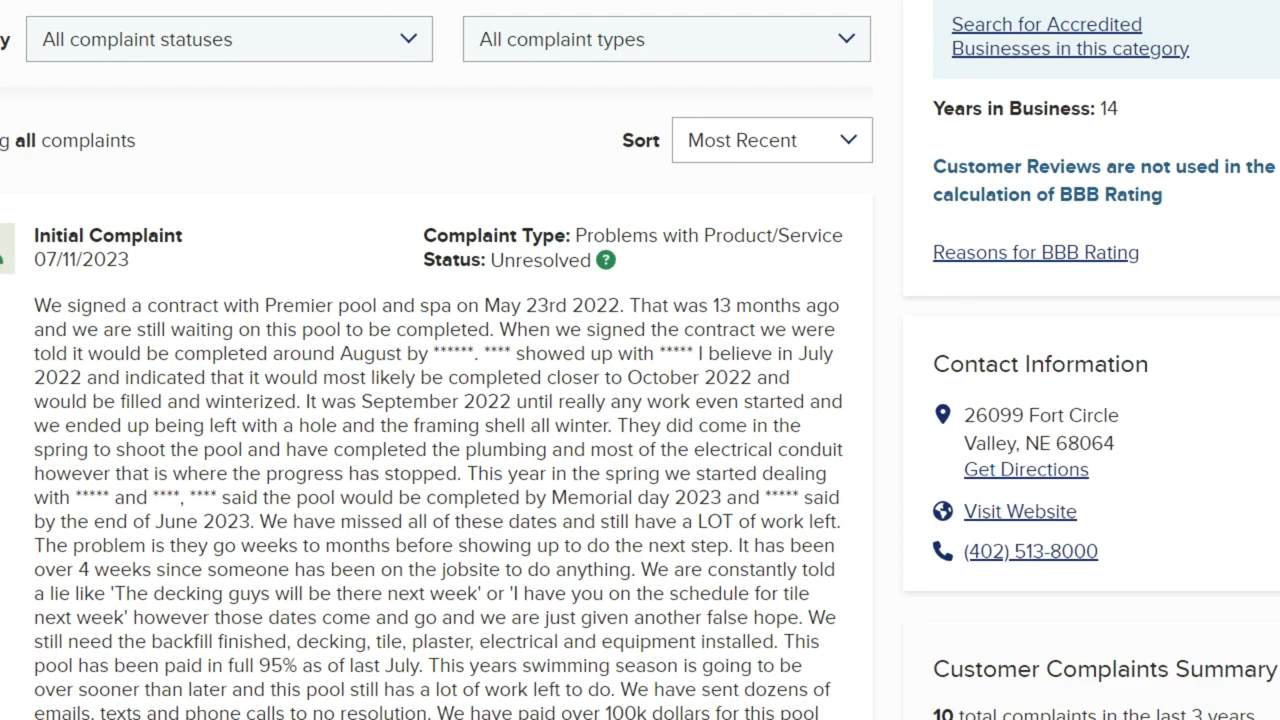 y
All complaint statuses
All complaint types
g all complaints
Sort
Most Recent
Initial Complaint
07/11/2023
Complaint Type: Problems with Product/Service
Status: Unresolved ?
We signed a contract with Premier pool and spa on May 23rd 2022. That was 13 months ago
and we are still waiting on this pool to be completed. When we signed the contract we were
told it would be completed around August by ******. **** showed up with ***** I believe in July
2022 and indicated that it would most likely be completed closer to October 2022 and
would be filled and winterized. It was September 2022 until really any work even started and
we ended up being left with a hole and the framing shell all winter. They did come in the
spring to shoot the pool and have completed the plumbing and most of the electrical conduit
however that is where the progress has stopped. This year in the spring we started dealing
with ***** and ****, **** said the pool would be completed by Memorial day 2023 and ***** said
by the end of June 2023. We have missed all of these dates and still have a LOT of work left.
The problem is they go weeks to months before showing up to do the next step. It has been
over 4 weeks since someone has been on the jobsite to do anything. We are constantly told
a lie like 'The decking guys will be there next week' or 'I have you on the schedule for tile
next week' however those dates come and go and we are just given another false hope. We
still need the backfill finished, decking, tile, plaster, electrical and equipment installed. This
pool has been paid in full 95% as of last July. This years swimming season is going to be
over sooner than later and this pool still has a lot of work left to do. We have sent dozens of
emails, texts and phone calls to no resolution. We have paid over 100k dollars for this pool
Search for Accredited
Businesses in this category
Years in Business: 14
Customer Reviews are not used in the
calculation of BBB Rating
Reasons for BBB Rating
Contact Information
26099 Fort Circle
Valley, NE 68064
Get Directions
Visit Website
(402) 513-8000
Customer Complaints Summary
10 total complaints in the last 3 years.